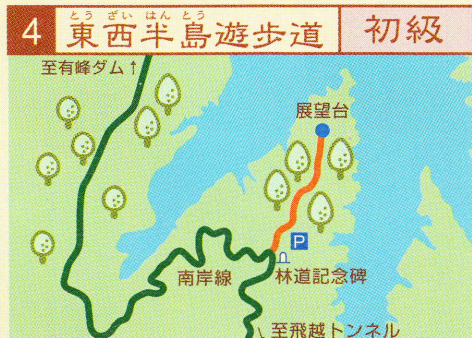 とう ざい はん とう
4 東西半島遊歩道 初級
至有峰ダム↑
展望台
P
南岸線 林道記念碑
至飛越トンネル